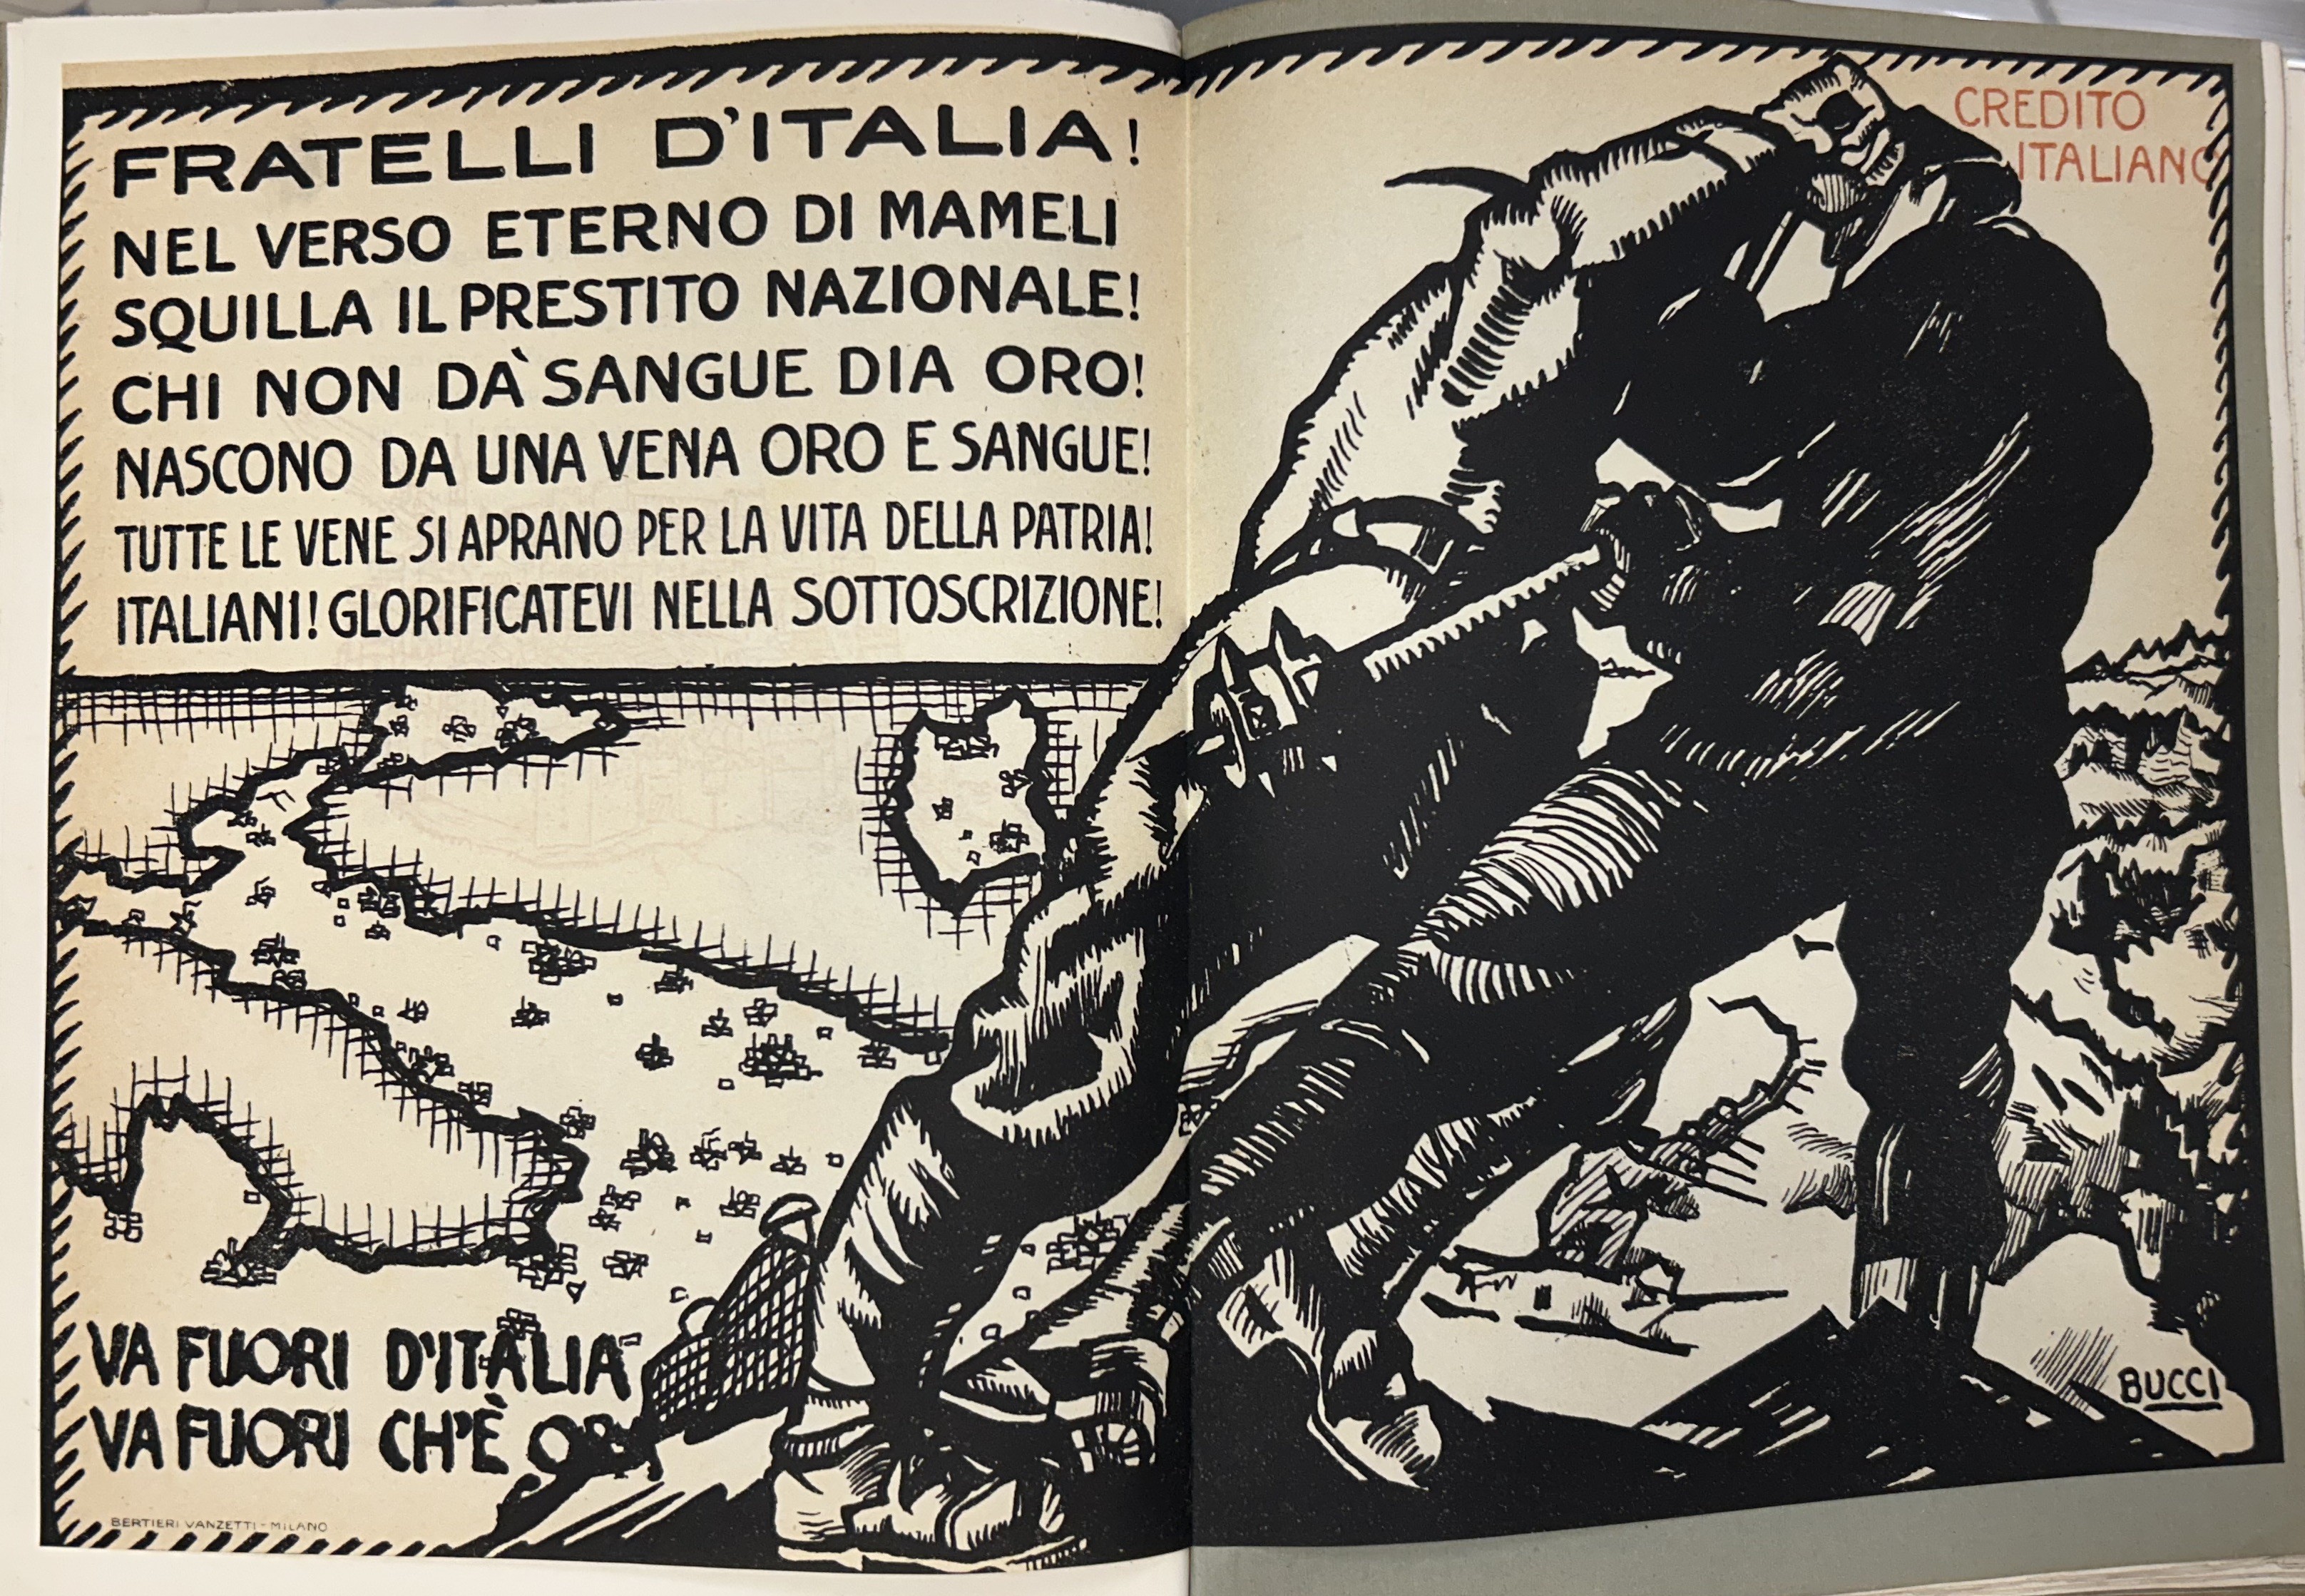 FRATELLI D'ITALIA!
NEL VERSO ETERNO DI MAMELI
SQUILLA IL PRESTITO NAZIONALE!
CHI NON DÀ SANGUE DIA ORO!
NASCONO DA UNA VENA ORO E SANGUE!
TUTTE LE VENE SI APRANO PER LA VITA DELLA PATRIA!
ITALIANI! GLORIFICATEVI NELLA SOTTOSCRIZIONE!
CREDITO
ITALIANO
VA FUORI D'ITALIA
VA FUORI CH'È
BUCCI
BERTIERI VANZETTI - MILANO